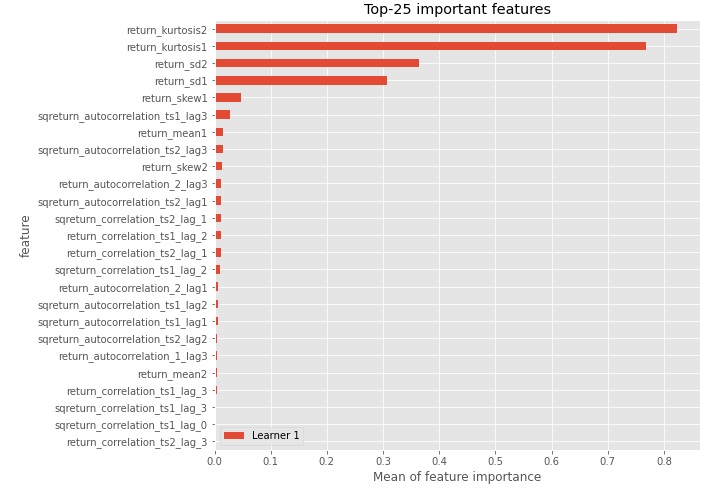 Top-25 important features
return_kurtosis2
return_kurtosis1
return_sd2
return_sd1
return_skew1
sqreturn_autocorrelation_ts1_lag3
return_mean1
sqreturn_autocorrelation_ts2_lag3
return_skew2
return_autocorrelation_2_lag3
sqreturn_autocorrelation_ts2_lag1
sqreturn_correlation_ts2_lag_1
return_correlation_ts1_lag_2
return_correlation_ts2_lag_1
sqreturn_correlation_ts1_lag_2
return_autocorrelation_2_lag1
sqreturn_autocorrelation_ts1_lag2
sqreturn_autocorrelation_ts1_lag1
sqreturn_autocorrelation_ts2_lag2
return_autocorrelation_1_lag3
return_mean2
return_correlation_ts1_lag_3
sqreturn_correlation_ts1_lag_3
sqreturn_correlation_ts1_lag_0
return_correlation_ts2_lag_3
feature
Learner 1
0.0 0.1 0.2 0.3 0.4 0.5 0.6 0.7 0.8
Mean of feature importance